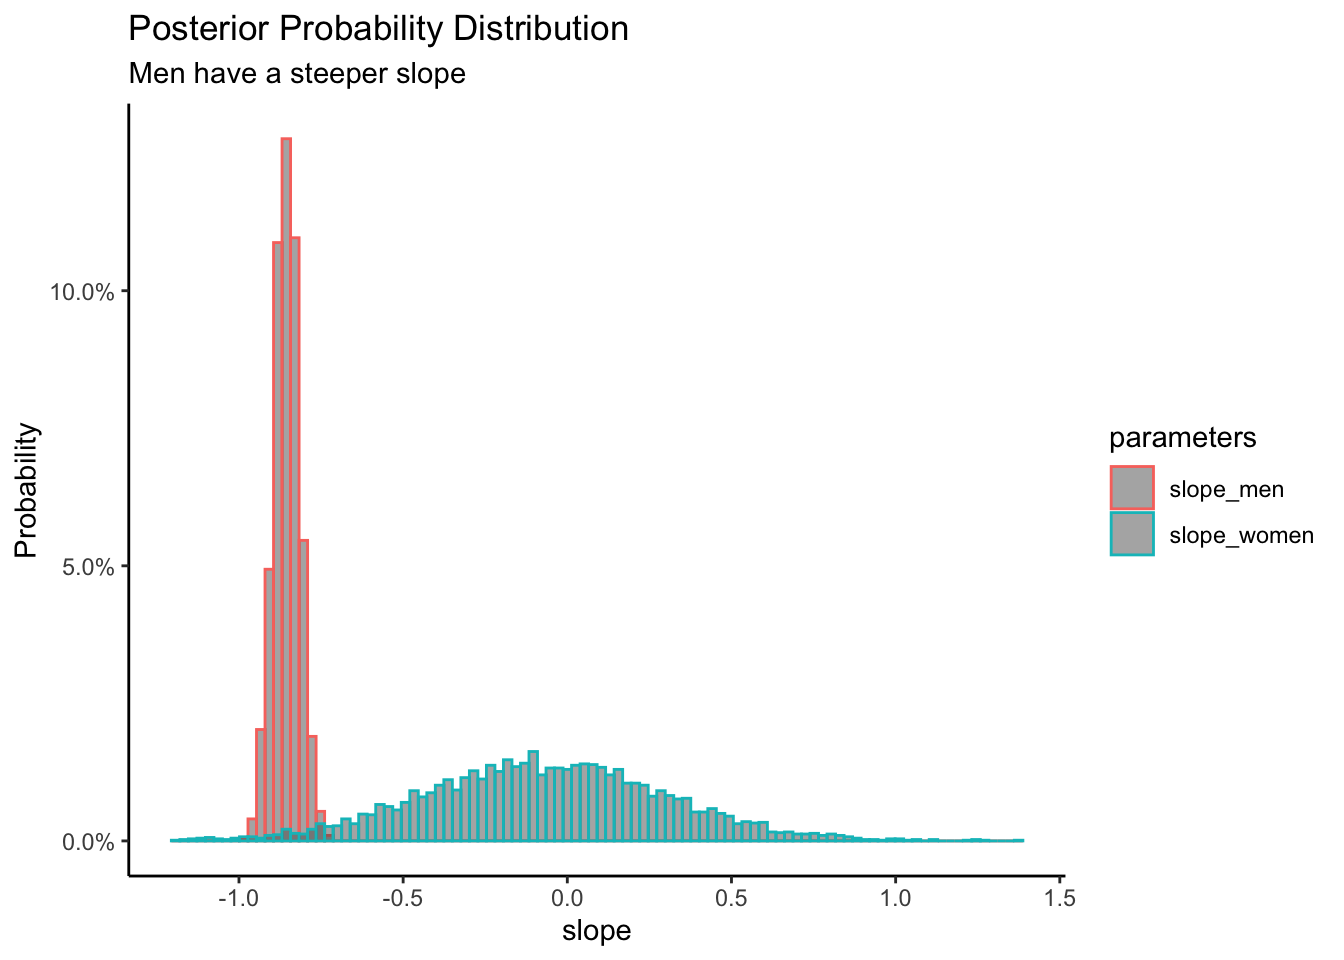 Posterior Probability Distribution
Men have a steeper slope
Probability
10.0%
5.0%
0.0%
-1.0
-0.5
0.0
0.5
1.0
1.5
slope
parameters
slope_men
slope_women